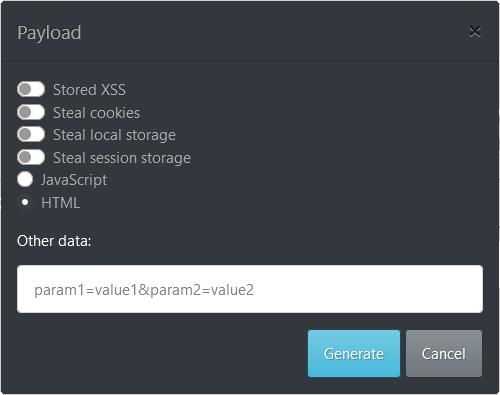 Payload
×
Stored XSS
Steal cookies
Steal local storage
Steal session storage
JavaScript
HTML
Other data:
param1=value1&param2=value2
Generate Cancel